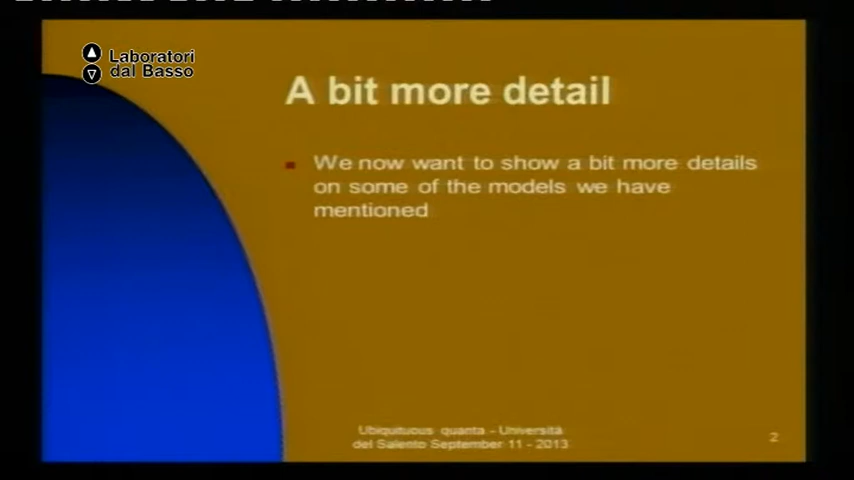 Laboratori
dal Basso
A bit more detail
We now want to show a bit more details
on some of the models we have
mentioned
Ubiquituous quanta - Università
del Salento September 11 - 2013
2